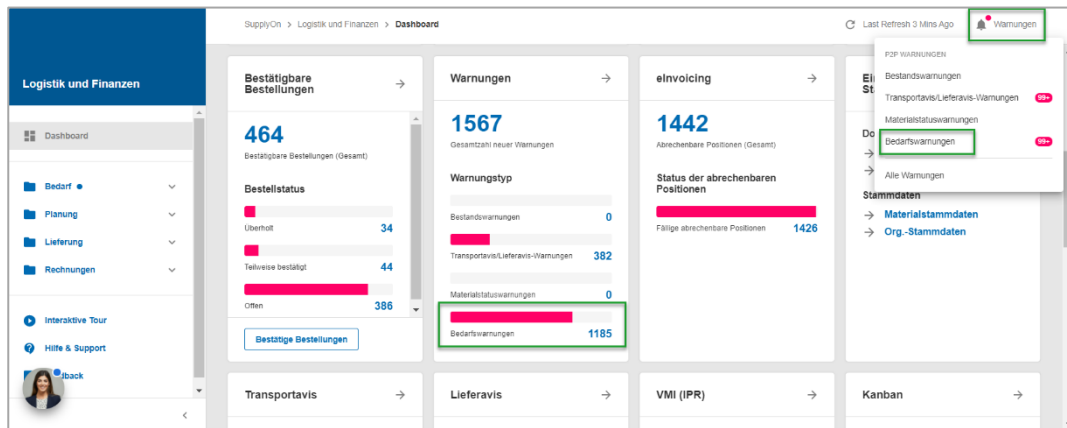 SupplyOn > Logistik und Finanzen > Dashboard
Last Refresh 3 Mins Ago
Warnungen
Logistik und Finanzen
Dashboard
Bedarf
Planung
Lieferung
Rechnungen
Interaktive Tour
Hilfe & Support
dback
Bestätigbare
Bestellungen
464
Bestätigbare Bestellungen (Gesamt)
Bestellstatus
Überholt 34
Teilweise bestätigt 44
Offen 386
Bestätige Bestellungen
Warnungen
1567
Gesamtzahl neuer Warnungen
Warnungstyp
Bestandswarnungen 0
Transportavis/Lieferavis-Warnungen 382
Materialstatuswarnungen 0
Bedarfswarnungen 1185
eInvoicing
1442
Abrechenbare Positionen (Gesamt)
Status der abrechenbaren
Positionen
Fällige abrechenbare Positionen 1426
Ei
St
Do
P2P WARNUNGEN
Bestandswarnungen
Transportavis/Lieferavis-Warnungen 99+
Materialstatuswarnungen
Bedarfswarnungen 99+
Alle Warnungen
Stammdaten
Materialstammdaten
Org.-Stammdaten
Transportavis
Lieferavis
VMI (IPR)
Kanban